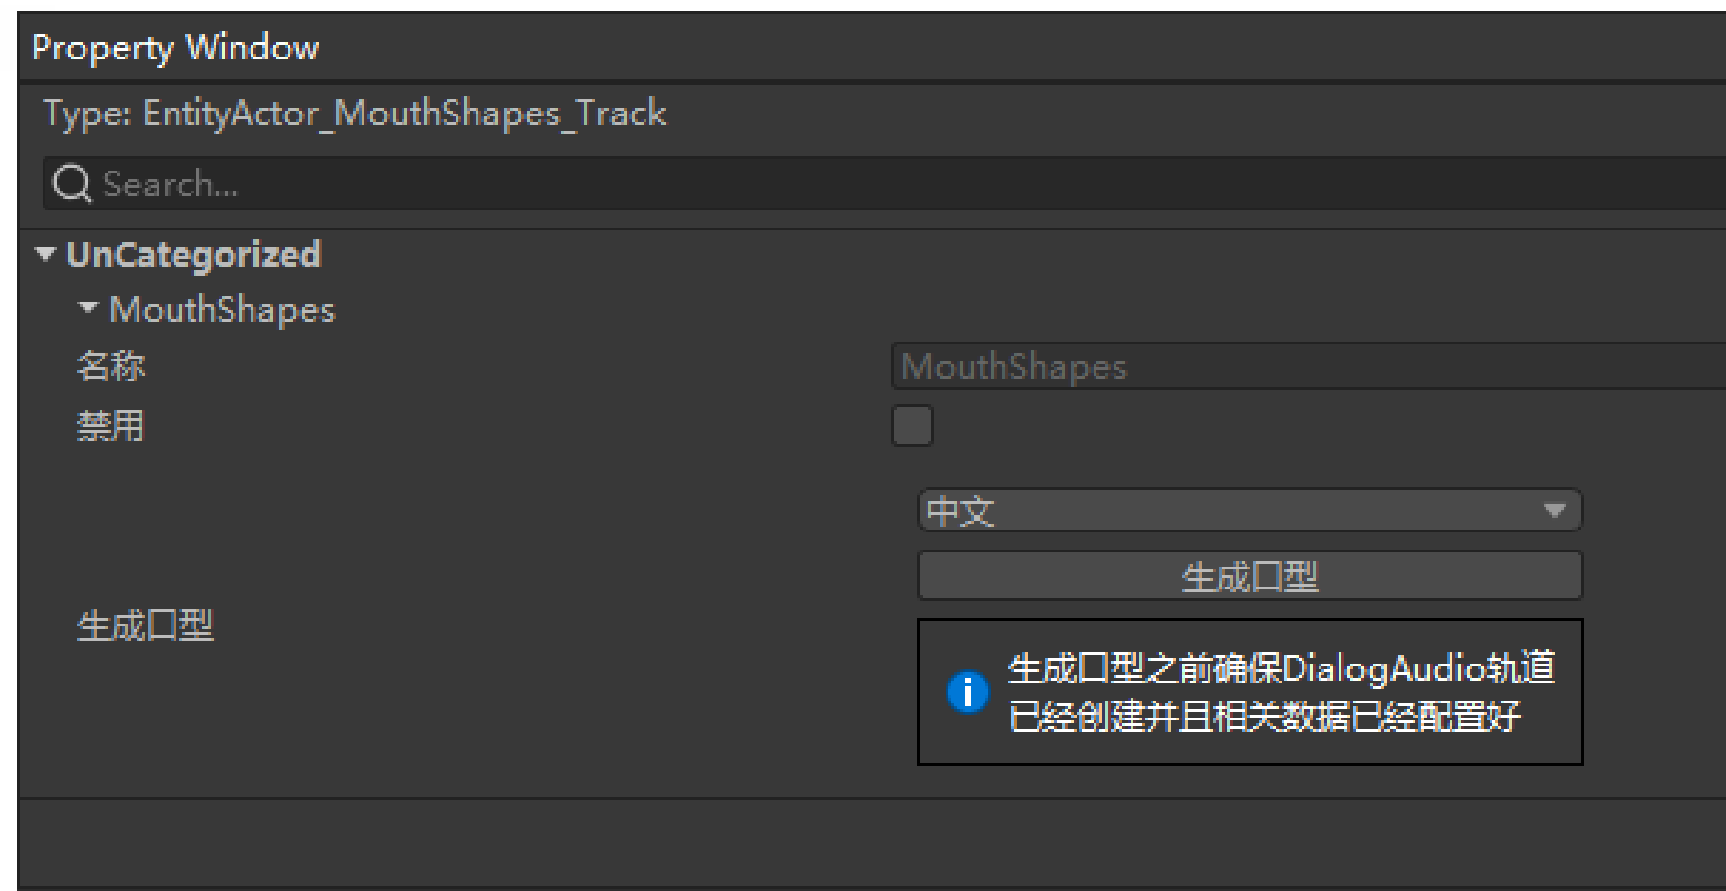 Property Window
Type: EntityActor_MouthShapes_Track
Search...
UnCategorized
MouthShapes
名称
MouthShapes
禁用
中文
生成口型
生成口型
生成口型之前确保DialogAudio轨道
已经创建并且相关数据已经配置好